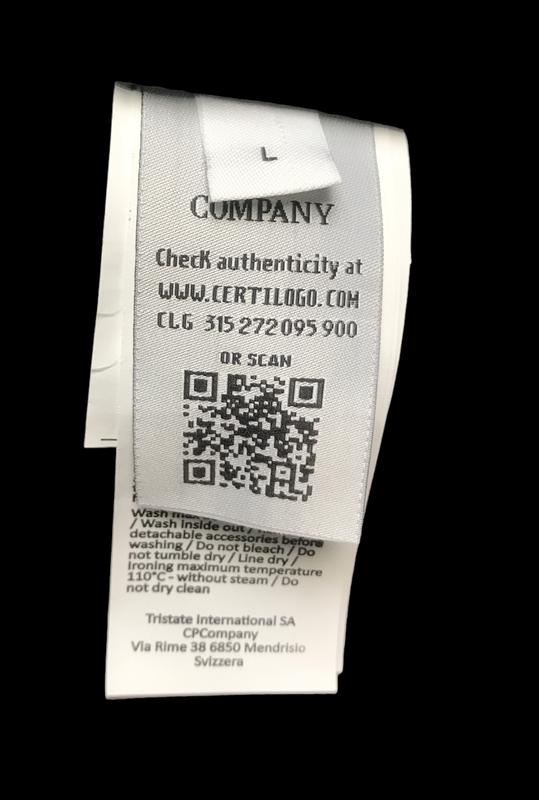 L
COMPANY
Check authenticity at
WWW.CERTILOGO.COM
CLG 315 272 095 900
OR SCAN
Wash
/ Wash inside out /
detachable accessories before
washing / Do not bleach / Do
not tumble dry / Line dry /
Ironing maximum temperature
110°C - without steam / Do
not dry clean
Tristate International SA
CPCompany
Via Rime 38 6850 Mendrisio
Svizzera